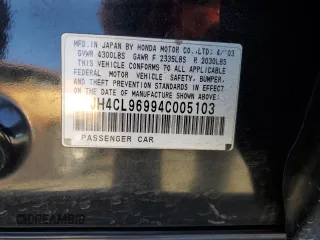 MFD. IN JAPAN BY HONDA MOTOR CO.,LTD. 4/'03
GVWR 4300LBS GAWR F 2335LBS R 2030LBS
THIS VEHICLE CONFORMS TO ALL APPLICABLE
FEDERAL MOTOR VEHICLE SAFETY, BUMPER,
AND THEFT PREVENTION STANDARDS IN
EFFECT ON THE DATE OF MANUFACTURE
SHOWN ABOVE.
JH4CL96994C005103
PASSENGER CAR
DREAMBID